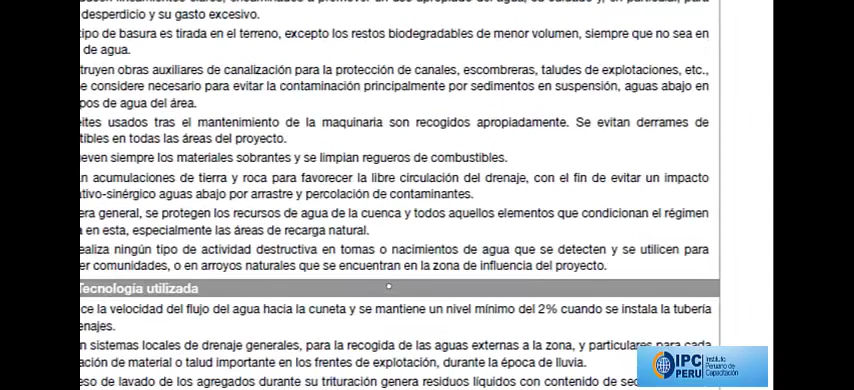 desperdicio y su gasto excesivo.
tipo de basura es tirada en el terreno, excepto los restos biodegradables de menor volumen, siempre que no sea en
de agua.
truyen obras auxiliares de canalización para la protección de canales, escombreras, taludes de explotaciones, etc.,
e considere necesario para evitar la contaminación principalmente por sedimentos en suspensión, aguas abajo en
pos de agua del área.
ites usados tras el mantenimiento de la maquinaria son recogidos apropiadamente. Se evitan derrames de
tibles en todas las áreas del proyecto.
ueven siempre los materiales sobrantes y se limpian regueros de combustibles.
n acumulaciones de tierra y roca para favorecer la libre circulación del drenaje, con el fin de evitar un impacto
ativo-sinérgico aguas abajo por arrastre y percolación de contaminantes.
era general, se protegen los recursos de agua de la cuenca y todos aquellos elementos que condicionan el régimen
en esta, especialmente las áreas de recarga natural.
ealiza ningún tipo de actividad destructiva en tomas o nacimientos de agua que se detecten y se utilicen para
er comunidades, o en arroyos naturales que se encuentran en la zona de influencia del proyecto.
Tecnología utilizada
ce la velocidad del flujo del agua hacia la cuneta y se mantiene un nivel mínimo del 2% cuando se instala la tubería
enajes.
n sistemas locales de drenaje generales, para la recogida de las aguas externas a la zona, y particulares para cada
ación de material o talud importante en los frentes de explotación, durante la época de lluvia.
eso de lavado de los agregados durante su trituración genera residuos líquidos con contenido de
IPC PERU
Instituto Peruano de Capacitación